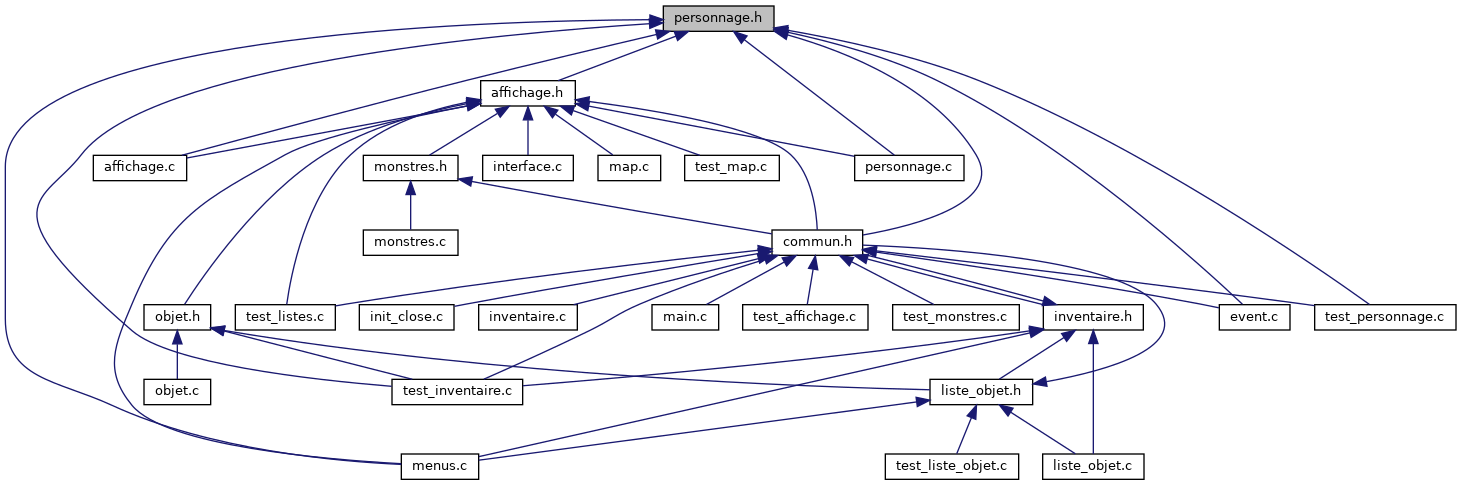 personnage.h
affichage.h
affichage.c
monstres.h
interface.c
map.c
test_map.c
personnage.c
monstres.c
commun.h
objet.h
test_listes.c
init_close.c
inventaire.c
main.c
test_affichage.c
test_monstres.c
inventaire.h
event.c
test_personnage.c
objet.c
test_inventaire.c
liste_objet.h
menus.c
test_liste_objet.c
liste_objet.c